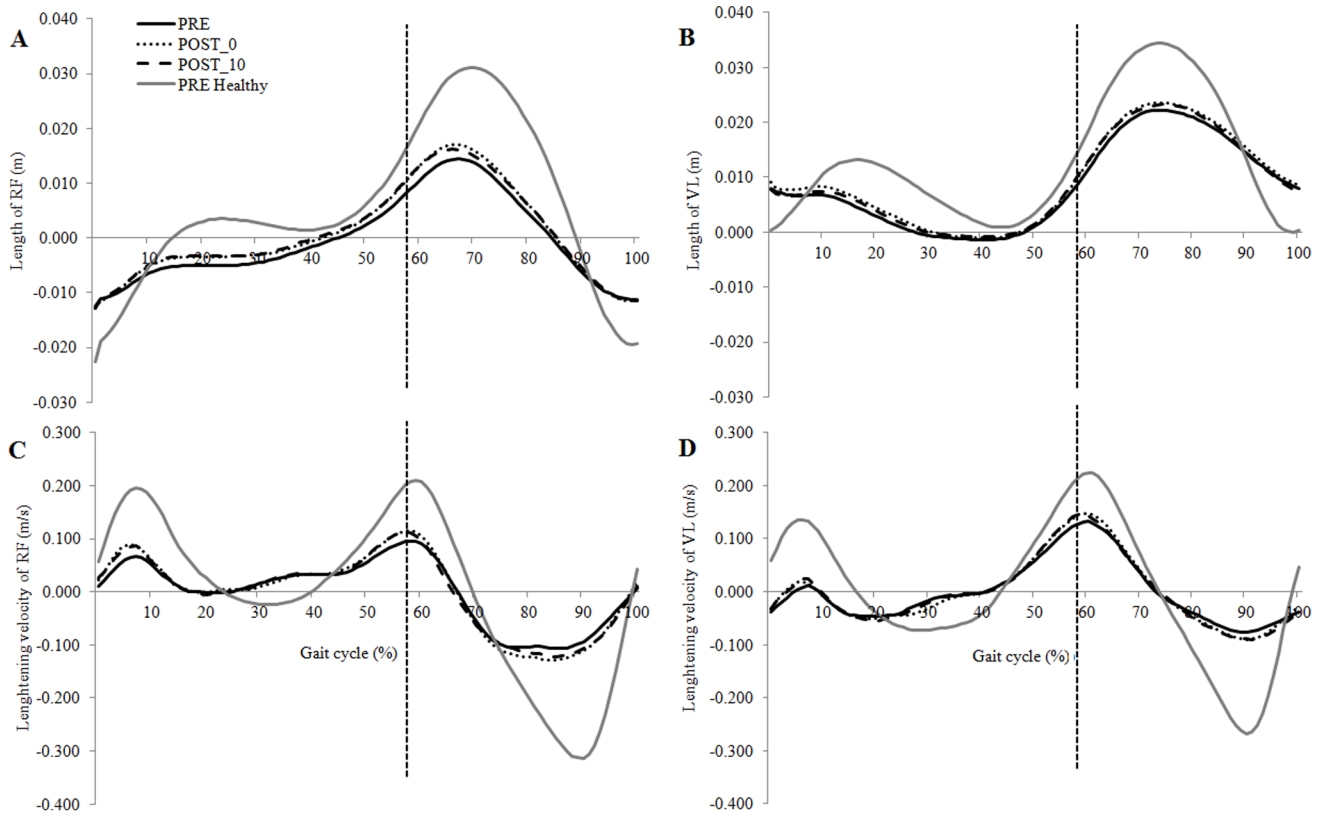 A
PRE
POST_0
POST_10
PRE Healthy
Length of RF (m)
0.040
0.030
0.020
0.010
0.000
-0.010
-0.020
-0.030
10 20 30 40 50 60 70 80 90 100
B
Length of VL (m)
0.040
0.030
0.020
0.010
0.000
-0.010
-0.020
-0.030
10 20 30 40 50 60 70 80 90 100
C
Lenghtening velocity of RF (m/s)
0.300
0.200
0.100
0.000
-0.100
-0.200
-0.300
-0.400
10 20 30 40 50 60 70 80 90 100
Gait cycle (%)
D
Lenghtening velocity of VL (m/s)
0.300
0.200
0.100
0.000
-0.100
-0.200
-0.300
-0.400
10 20 30 40 50 60 70 80 90 100
Gait cycle (%)